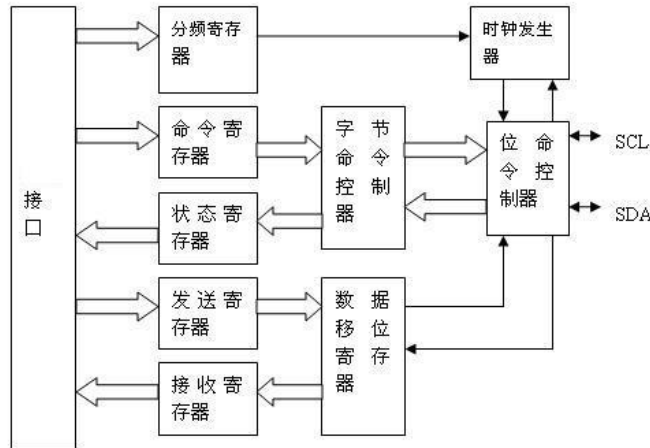 分频寄存
器
时钟发生
器
命令寄
存器
字节
命令
控制
器
位命
令控
制器
SCL
SDA
接
口
状态寄
存器
发送寄
存器
数据
移位
寄存
器
接收寄
存器